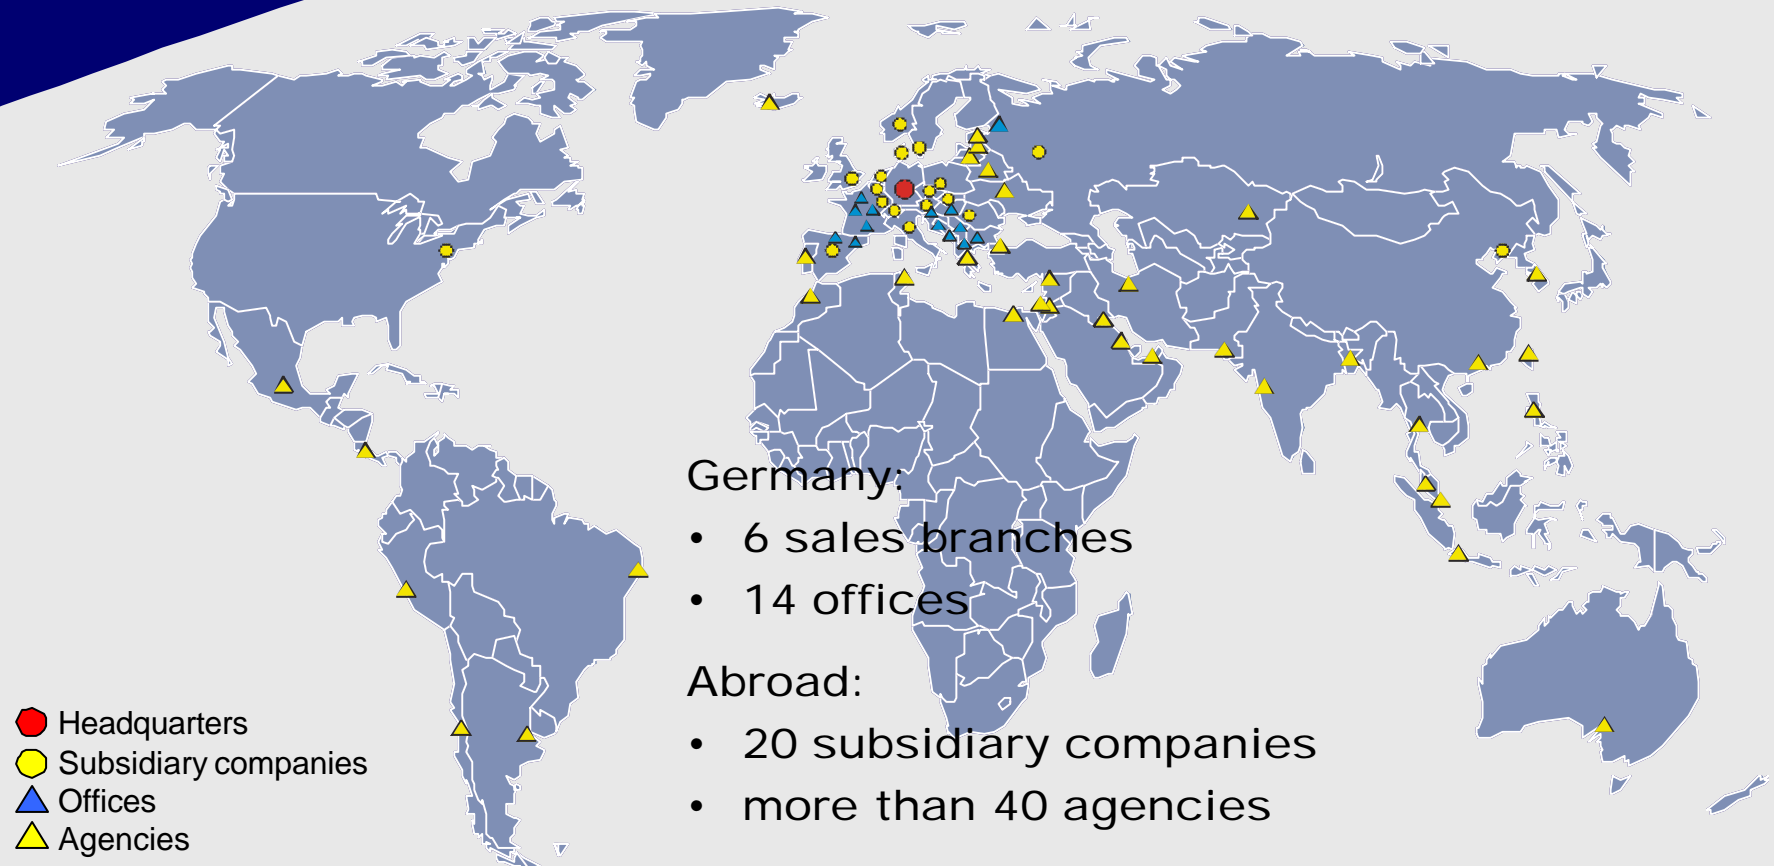 Germany:
• 6 sales branches
• 14 offices
Abroad:
• 20 subsidiary companies
• more than 40 agencies
Headquarters
Subsidiary companies
Offices
Agencies